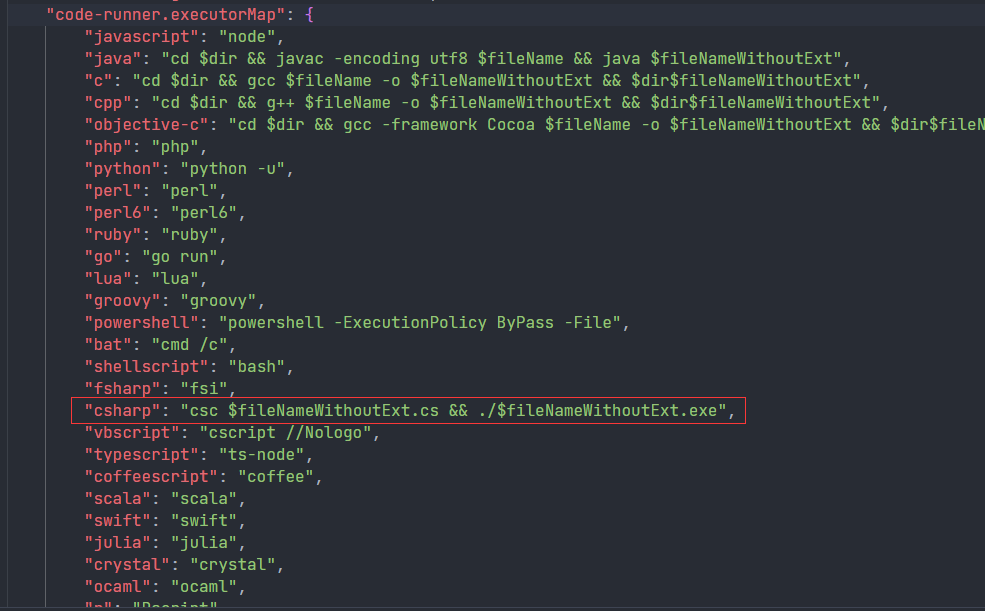 "code-runner.executorMap": {
"javascript": "node",
"java": "cd $dir && javac -encoding utf8 $fileName && java $fileNameWithoutExt",
"c": "cd $dir && gcc $fileName -o $fileNameWithoutExt && $dir$fileNameWithoutExt",
"cpp": "cd $dir && g++ $fileName -o $fileNameWithoutExt && $dir$fileNameWithoutExt",
"objective-c": "cd $dir && gcc -framework Cocoa $fileName -o $fileNameWithoutExt && $dir$fileN
"php": "php",
"python": "python -u",
"perl": "perl",
"perl6": "perl6",
"ruby": "ruby",
"go": "go run",
"lua": "lua",
"groovy": "groovy",
"powershell": "powershell -ExecutionPolicy ByPass -File",
"bat": "cmd /c",
"shellscript": "bash",
"fsharp": "fsi",
"csharp": "csc $fileNameWithoutExt.cs && ./$fileNameWithoutExt.exe",
"vbscript": "cscript //Nologo",
"typescript": "ts-node",
"coffeescript": "coffee",
"scala": "scala",
"swift": "swift",
"julia": "julia",
"crystal": "crystal",
"ocaml": "ocaml",
"r": "Rscript"